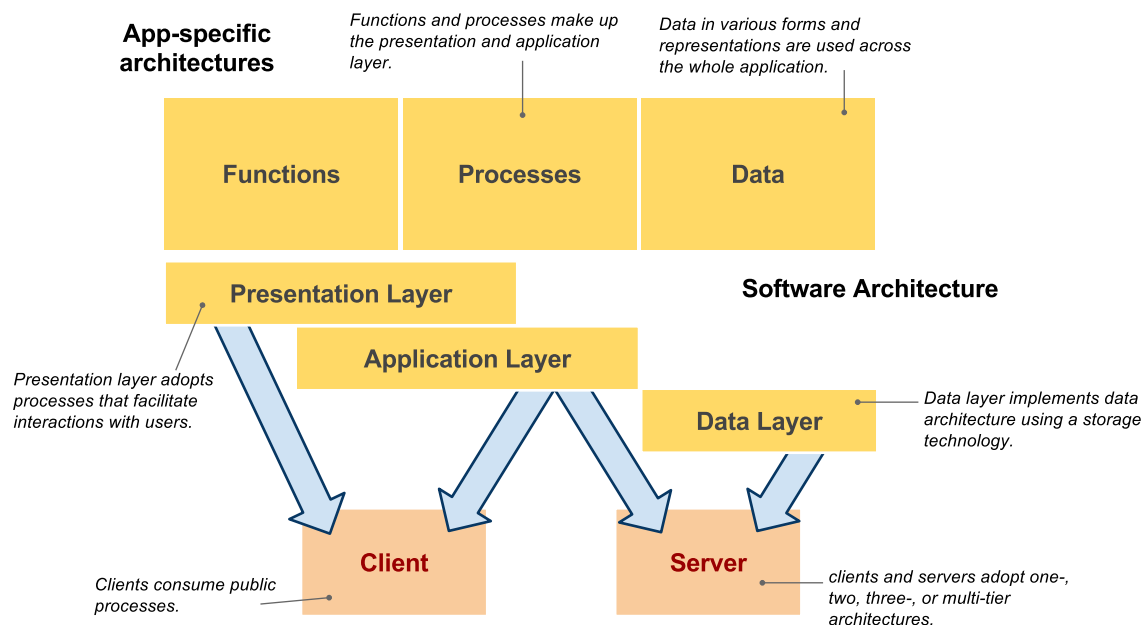 App-specific
architectures
Functions and processes make up
the presentation and application
layer.
Data in various forms and
representations are used across
the whole application.
Functions
Processes
Data
Presentation Layer
Software Architecture
Application Layer
Presentation layer adopts
processes that facilitate
interactions with users.
Data Layer
Data layer implements data
architecture using a storage
technology.
Client
Server
Clients consume public
processes.
clients and servers adopt one-,
two, three-, or multi-tier
architectures.